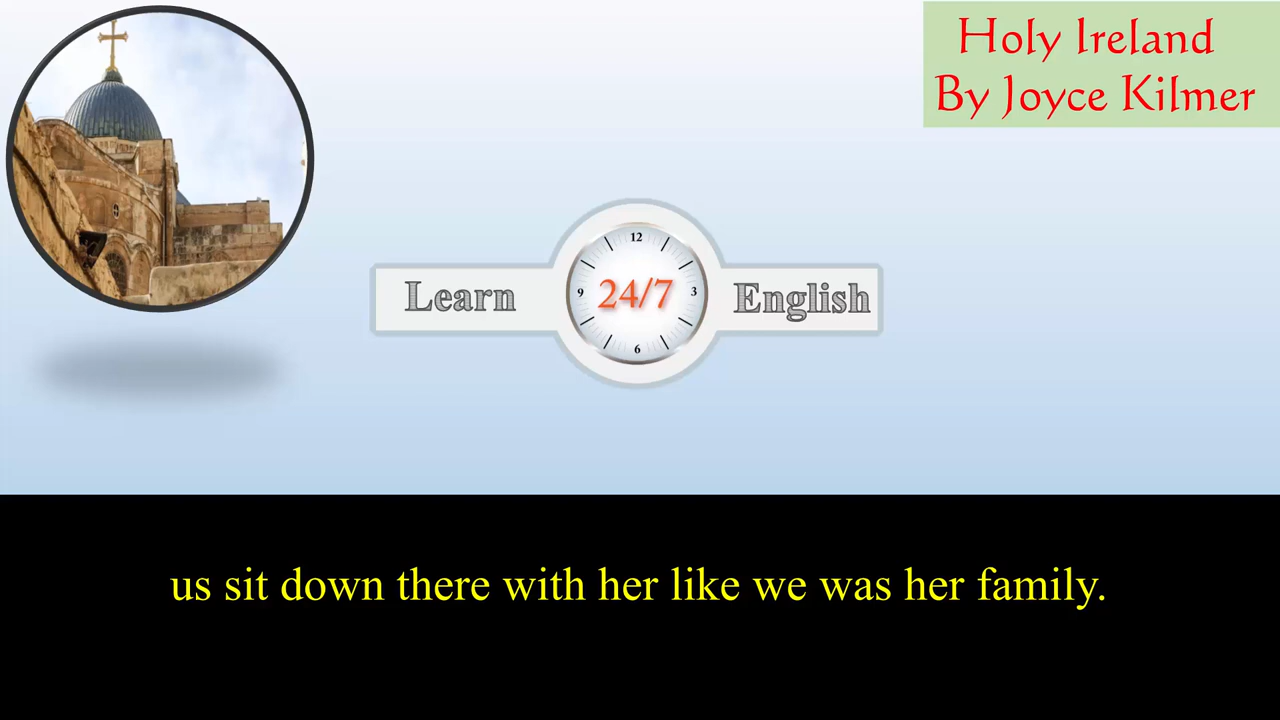 Holy Ireland
By Joyce Kilmer
12
Learn 24/7 English
9 3
6
us sit down there with her like we was her family.